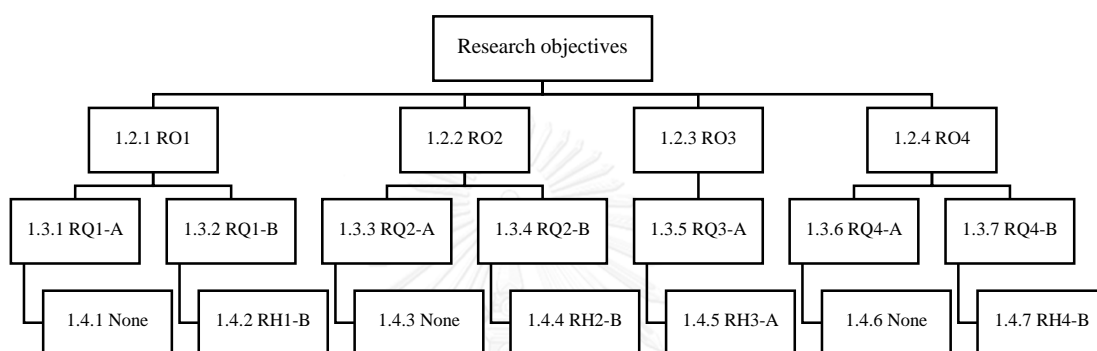 Research objectives
1.2.1 RO1
1.2.2 RO2
1.2.3 RO3
1.2.4 RO4
1.3.1 RQ1-A
1.3.2 RQ1-B
1.3.3 RQ2-A
1.3.4 RQ2-B
1.3.5 RQ3-A
1.3.6 RQ4-A
1.3.7 RQ4-B
1.4.1 None
1.4.2 RH1-B
1.4.3 None
1.4.4 RH2-B
1.4.5 RH3-A
1.4.6 None
1.4.7 RH4-B